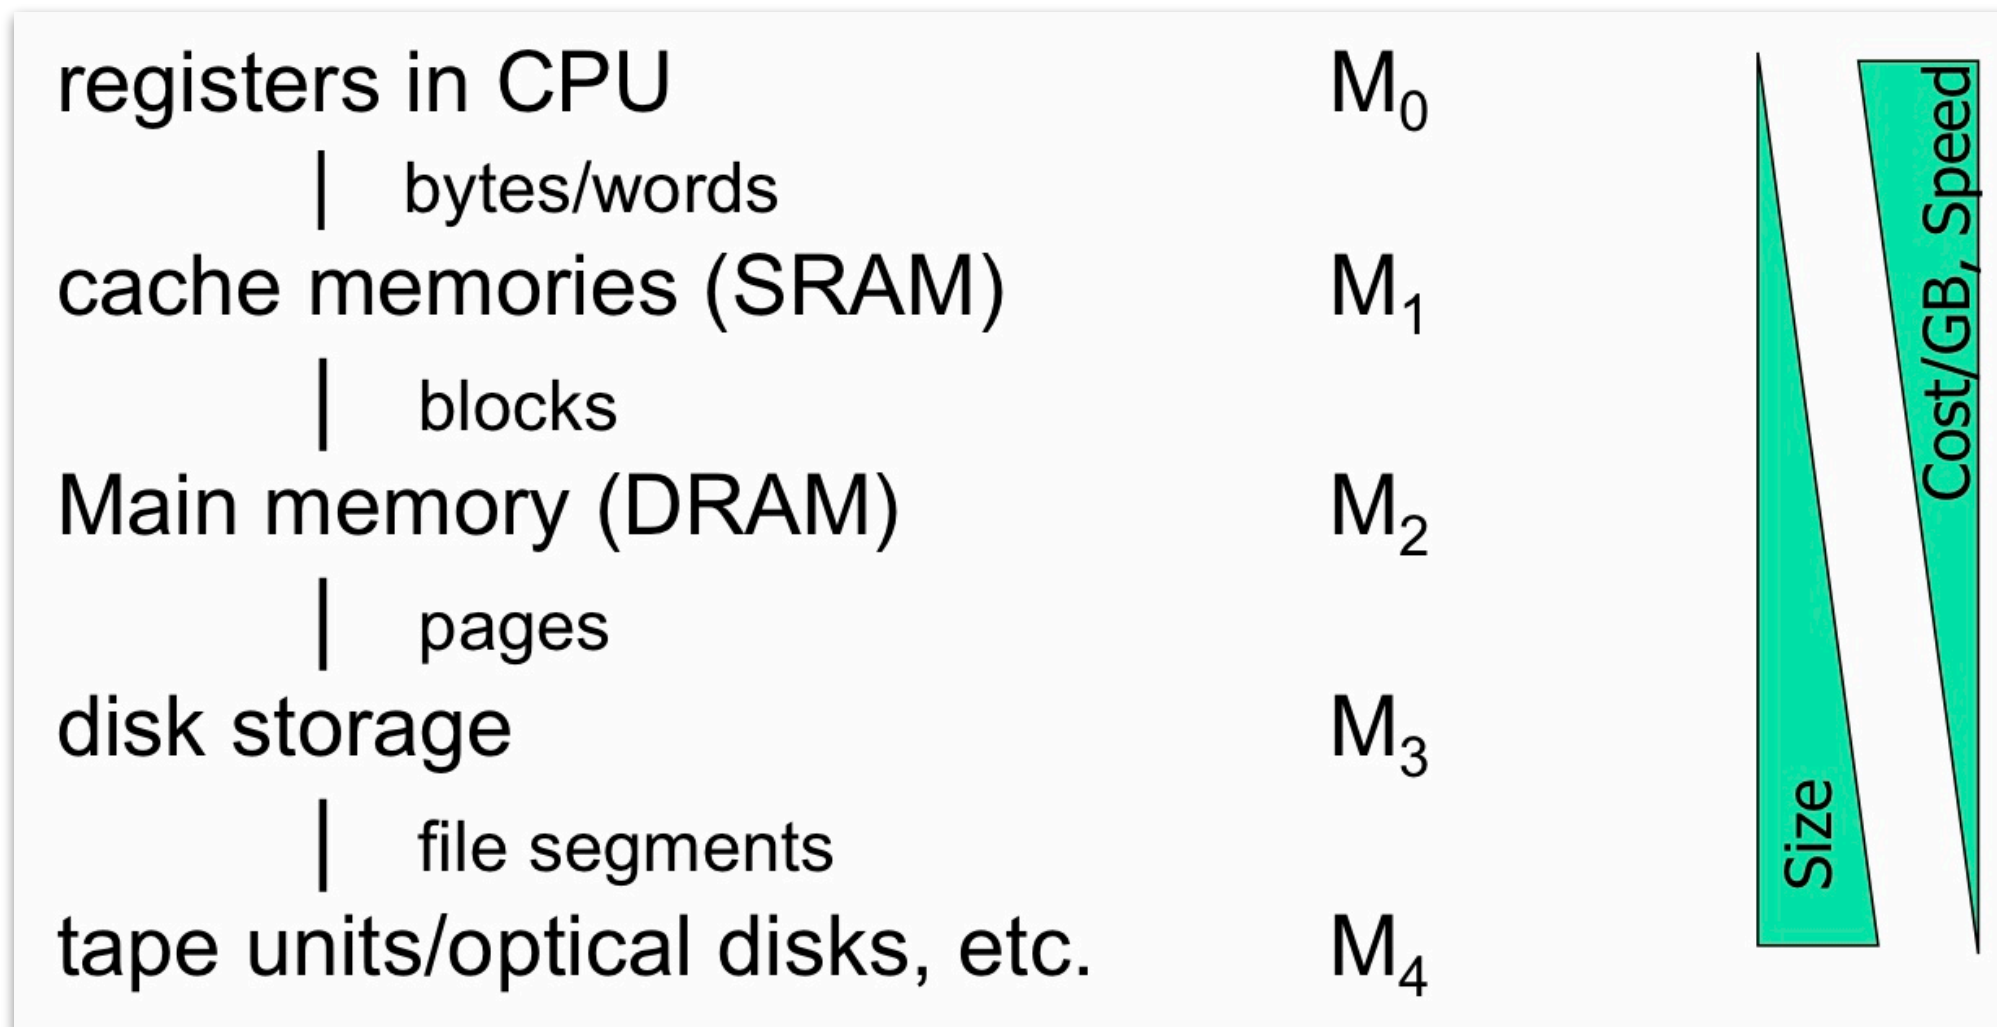 registers in CPU M₀
bytes/words
cache memories (SRAM) M₁
blocks
Main memory (DRAM) M₂
pages
disk storage M₃
file segments
tape units/optical disks, etc. M₄
Size
Cost/GB, Speed